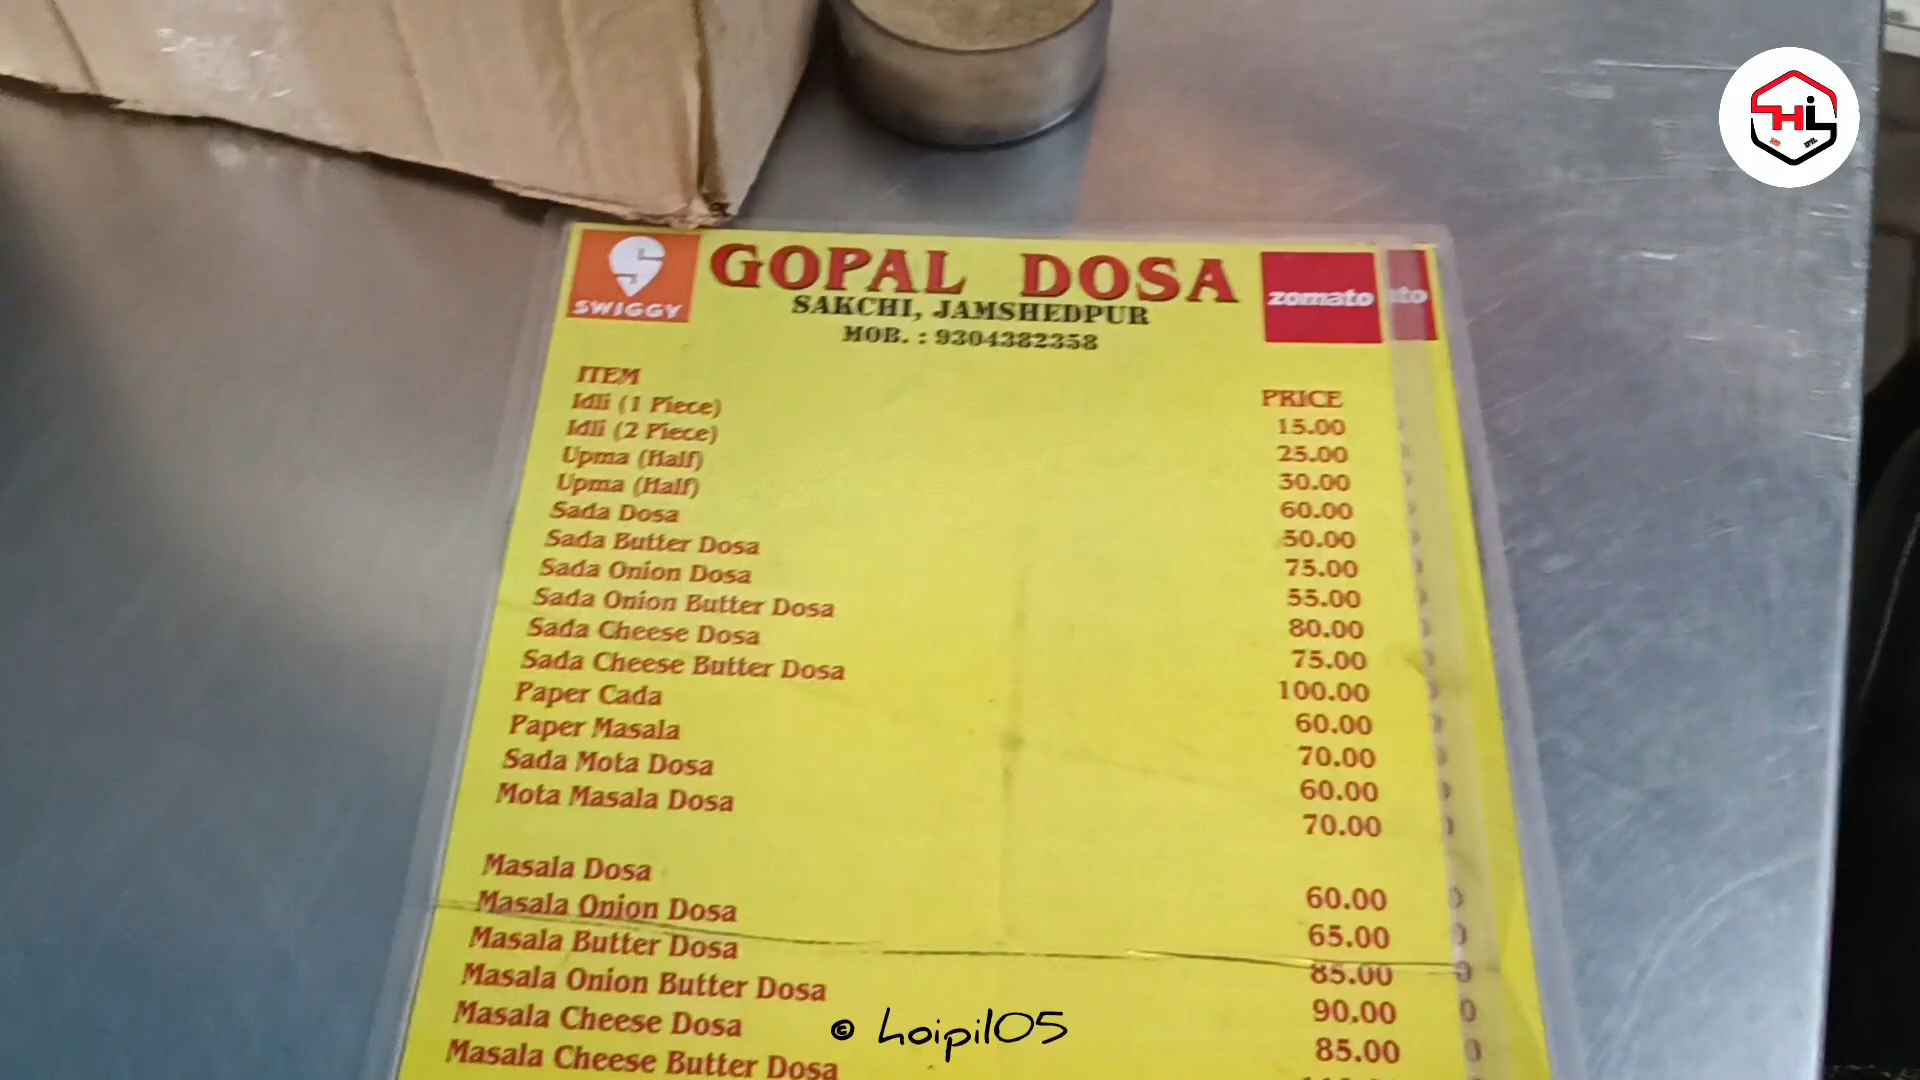 SWIGGY
GOPAL DOSA
zomato
SAKCHI, JAMSHEDPUR
MOB. : 9304382358
ITEM PRICE
Idli (1 Piece) 15.00
Idli (2 Piece) 25.00
Upma (Half) 30.00
Upma (Half) 60.00
Sada Dosa 50.00
Sada Butter Dosa 75.00
Sada Onion Dosa 55.00
Sada Onion Butter Dosa 80.00
Sada Cheese Dosa 75.00
Sada Cheese Butter Dosa 100.00
Paper Cada 60.00
Paper Masala 70.00
Sada Mota Dosa 60.00
Mota Masala Dosa 70.00
Masala Dosa 60.00
Masala Onion Dosa 65.00
Masala Butter Dosa 85.00
Masala Onion Butter Dosa 90.00
Masala Cheese Dosa 85.00
Masala Cheese Butter Dosa
© hoipil05